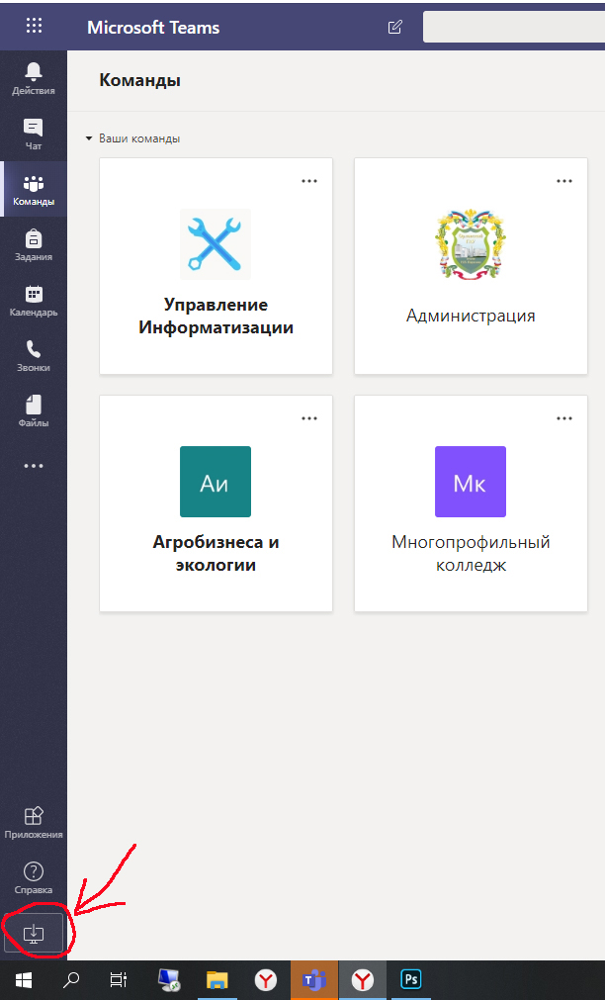 Microsoft Teams
Действия
Чат
Команды
Задания
Календарь
Звонки
Файлы
Приложения
Справка
Команды
Ваши команды
Управление
Информатизации
Администрация
Аи
Агробизнеса и
экологии
Мк
Многопрофильный
колледж
Y
T
Y
Ps